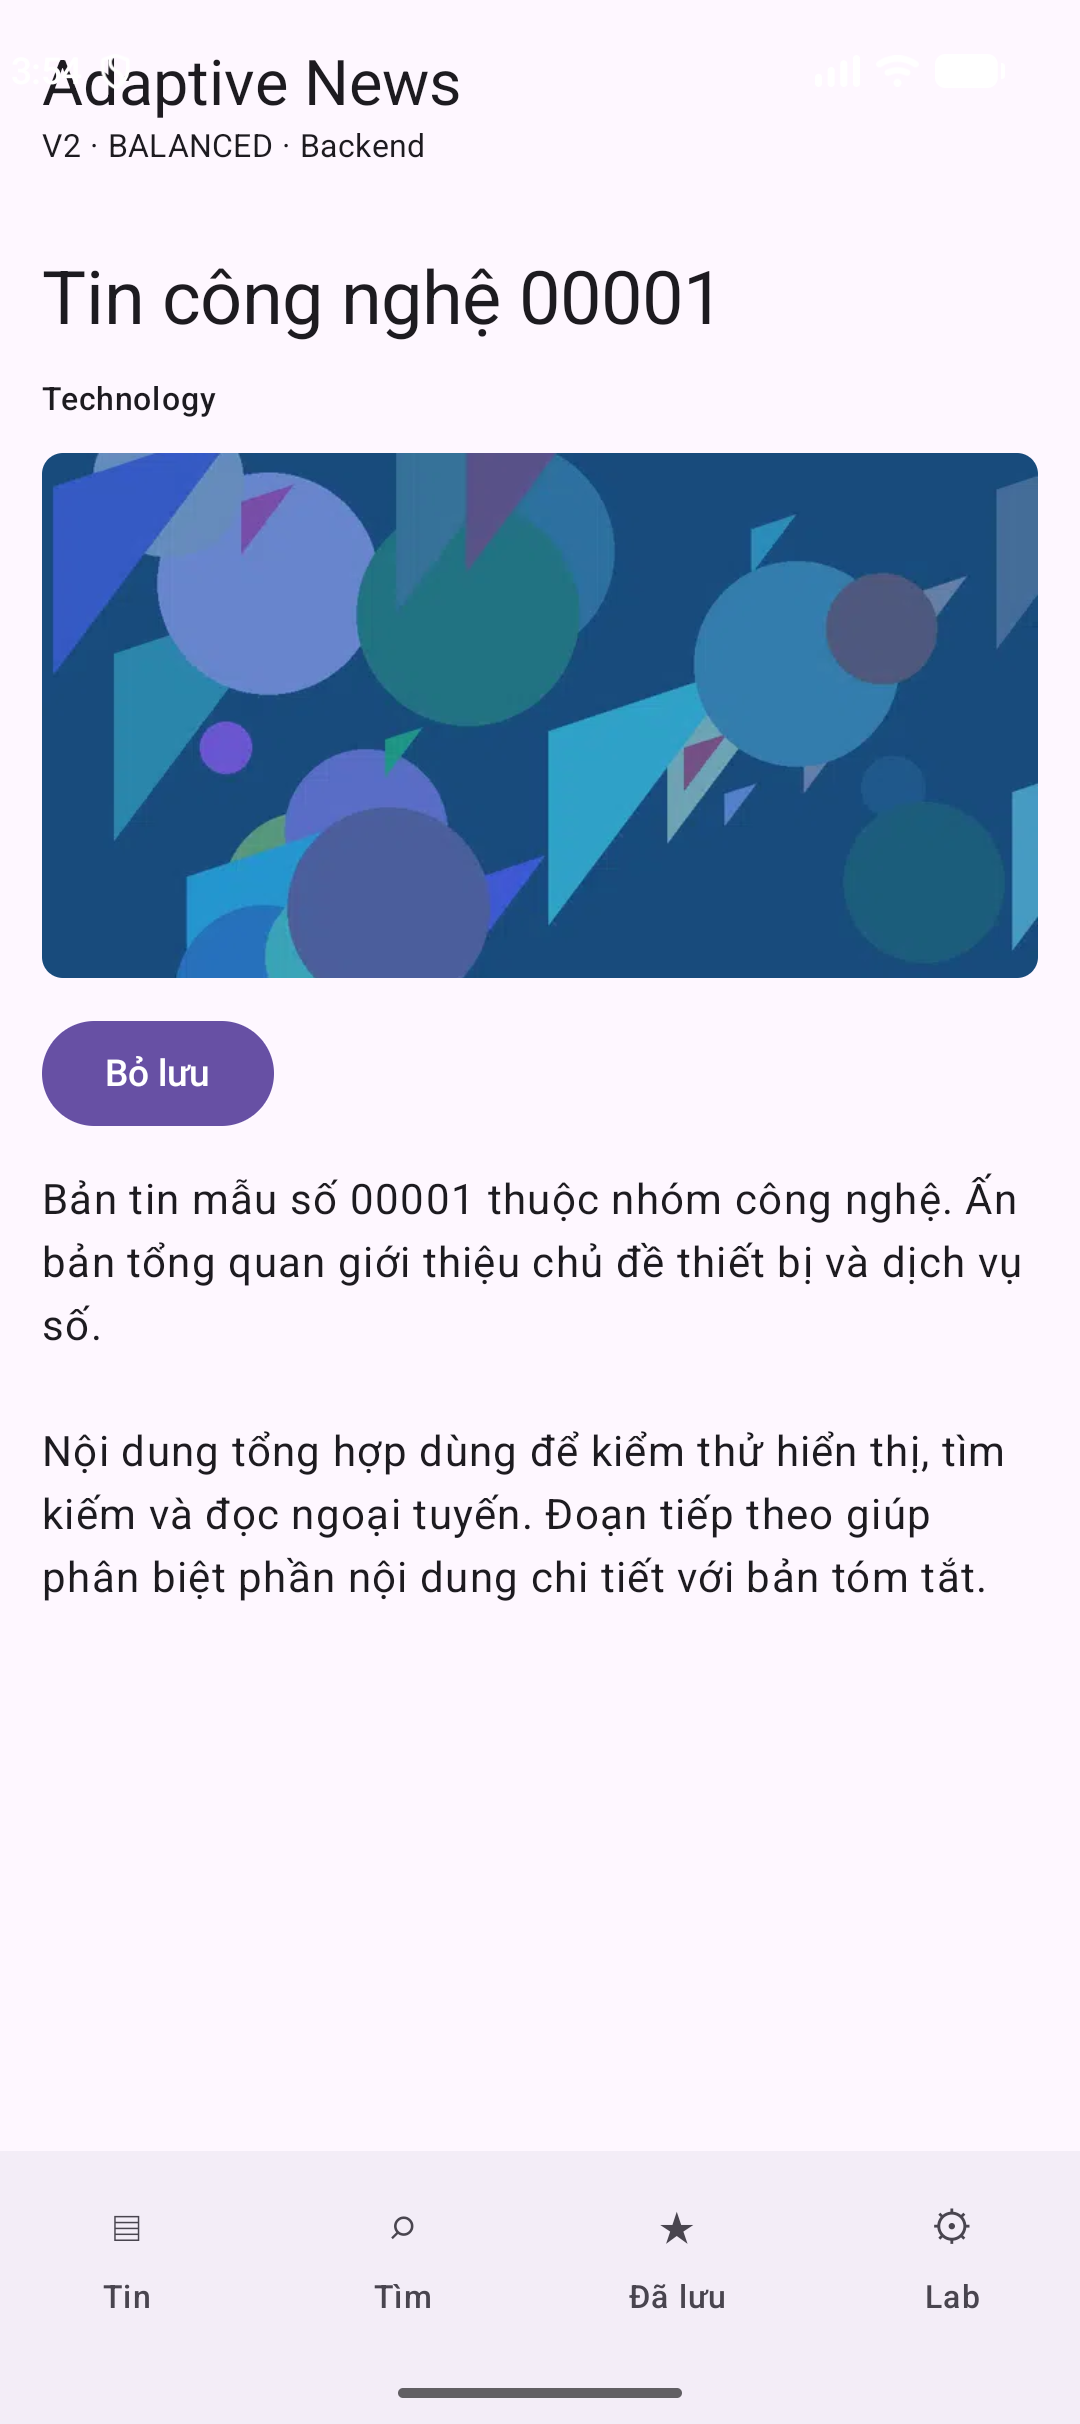 Adaptive News
V2 · BALANCED · Backend
Tin công nghệ 00001
Technology
Bỏ lưu
Bản tin mẫu số 00001 thuộc nhóm công nghệ. Ấn
bản tổng quan giới thiệu chủ đề thiết bị và dịch vụ
số.
Nội dung tổng hợp dùng để kiểm thử hiển thị, tìm
kiếm và đọc ngoại tuyến. Đoạn tiếp theo giúp
phân biệt phần nội dung chi tiết với bản tóm tắt.
Tin
Tìm
Đã lưu
Lab